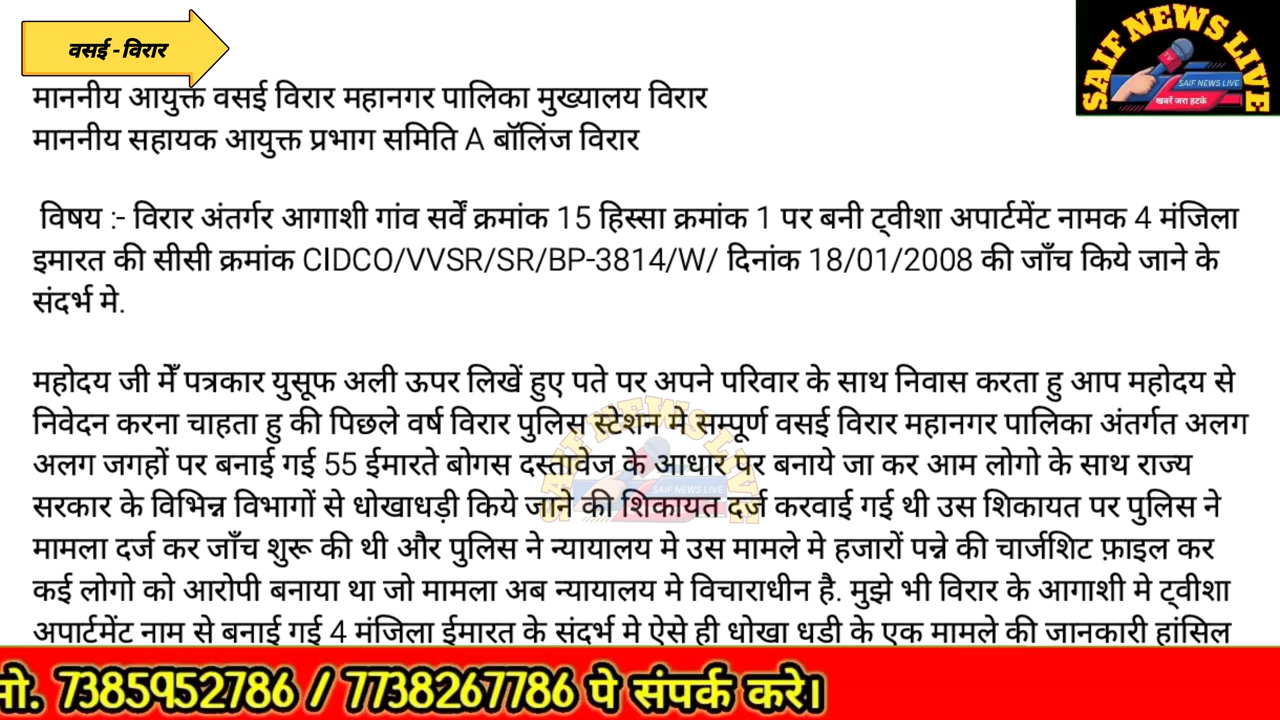 वसई - विरार
SAIF NEWS LIVE
SAIF NEWS LIVE
खबरें जरा हटके
माननीय आयुक्त वसई विरार महानगर पालिका मुख्यालय विरार
माननीय सहायक आयुक्त प्रभाग समिति A बॉलिंज विरार
विषय :- विरार अंतर्गर आगाशी गांव सर्वे क्रमांक 15 हिस्सा क्रमांक 1 पर बनी ट्वीशा अपार्टमेंट नामक 4 मंजिला
इमारत की सीसी क्रमांक CIDCO/VVSR/SR/BP-3814/W/ दिनांक 18/01/2008 की जाँच किये जाने के
संदर्भ मे.
महोदय जी मेँ पत्रकार युसूफ अली ऊपर लिखें हुए पते पर अपने परिवार के साथ निवास करता हु आप महोदय से
निवेदन करना चाहता हु की पिछले वर्ष विरार पुलिस स्टेशन मे सम्पूर्ण वसई विरार महानगर पालिका अंतर्गत अलग
अलग जगहों पर बनाई गई 55 ईमारते बोगस दस्तावेज के आधार पर बनाये जा कर आम लोगो के साथ राज्य
सरकार के विभिन्न विभागों से धोखाधड़ी किये जाने की शिकायत दर्ज करवाई गई थी उस शिकायत पर पुलिस ने
मामला दर्ज कर जाँच शुरू की थी और पुलिस ने न्यायालय मे उस मामले मे हजारों पन्ने की चार्जशिट फ़ाइल कर
कई लोगो को आरोपी बनाया था जो मामला अब न्यायालय मे विचाराधीन है. मुझे भी विरार के आगाशी मे ट्वीशा
अपार्टमेंट नाम से बनाई गई 4 मंजिला ईमारत के संदर्भ मे ऐसे ही धोखा धडी के एक मामले की जानकारी हांसिल
SAIF NEWS LIVE
SAIF NEWS LIVE
मो. 7385952786 / 7738267786 पे संपर्क करे।